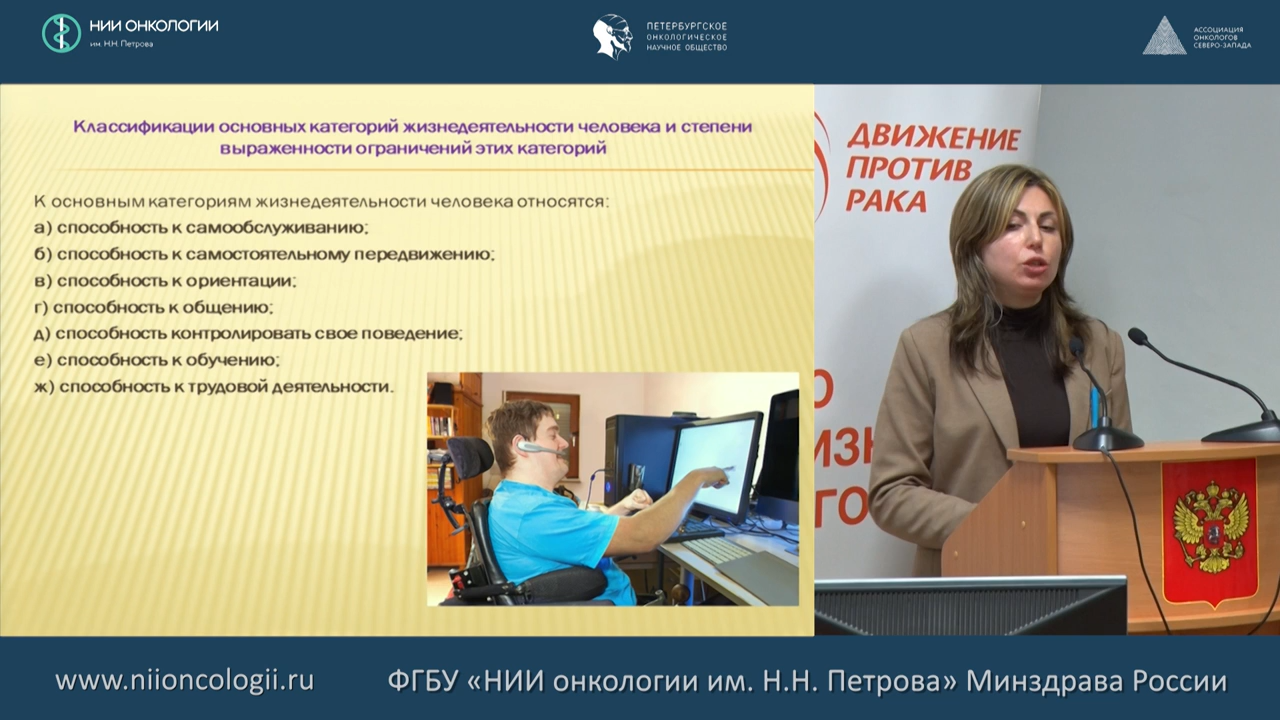 НИИ ОНКОЛОГИИ
им. Н.Н. Петрова
ПЕТЕРБУРГСКОЕ
ОНКОЛОГИЧЕСКОЕ
НАУЧНОЕ ОБЩЕСТВО
АССОЦИАЦИЯ
ОНКОЛОГОВ
СЕВЕРО-ЗАПАДА
Классификации основных категорий жизнедеятельности человека и степени
выраженности ограничений этих категорий
К основным категориям жизнедеятельности человека относятся:
а) способность к самообслуживанию;
б) способность к самостоятельному передвижению;
в) способность к ориентации;
г) способность к общению;
д) способность контролировать свое поведение;
е) способность к обучению;
ж) способность к трудовой деятельности.
ДВИЖЕНИЕ
ПРОТИВ
РАКА
www.niioncologii.ru
ФГБУ «НИИ онкологии им. Н.Н. Петрова» Минздрава России